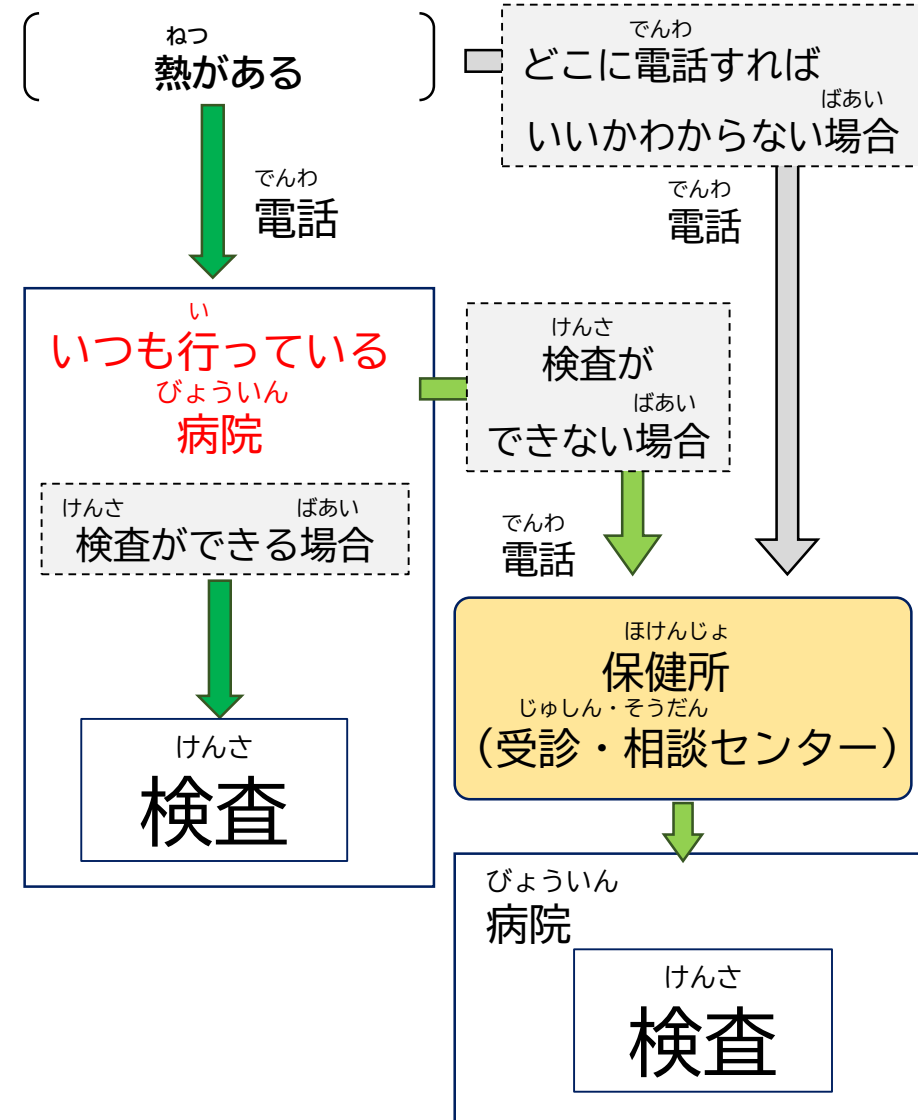 ねつ
熱がある
でんわ
どこに電話すれば
ばあい
いいかわからない場合
でんわ
電話
でんわ
電話
い
いつも行っている
びょういん
病院
けんさ
検査が
ばあい
できない場合
けんさ ばあい
検査ができる場合
でんわ
電話
けんさ
検査
ほけんじょ
保健所
じゅしん・そうだん
（受診・相談センター）
びょういん
病院
けんさ
検査